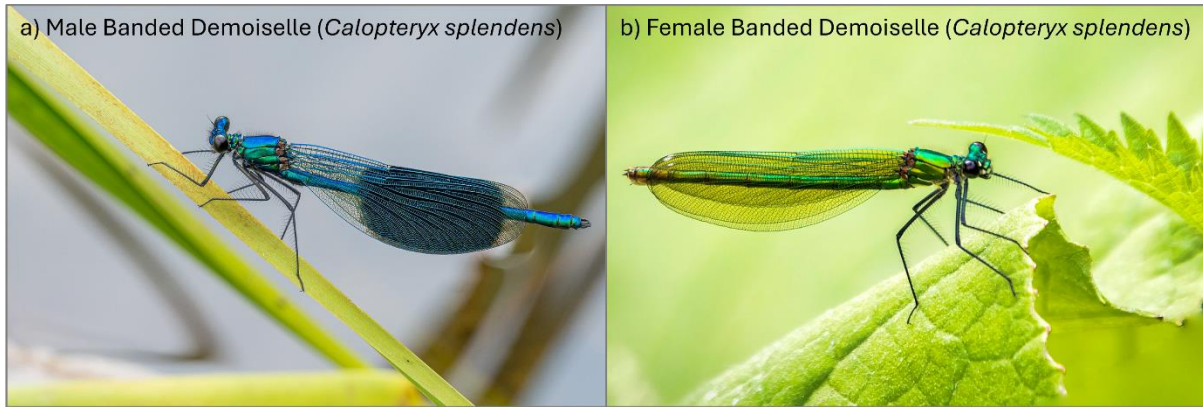 a) Male Banded Demoiselle (Calopteryx splendens)
b) Female Banded Demoiselle (Calopteryx splendens)